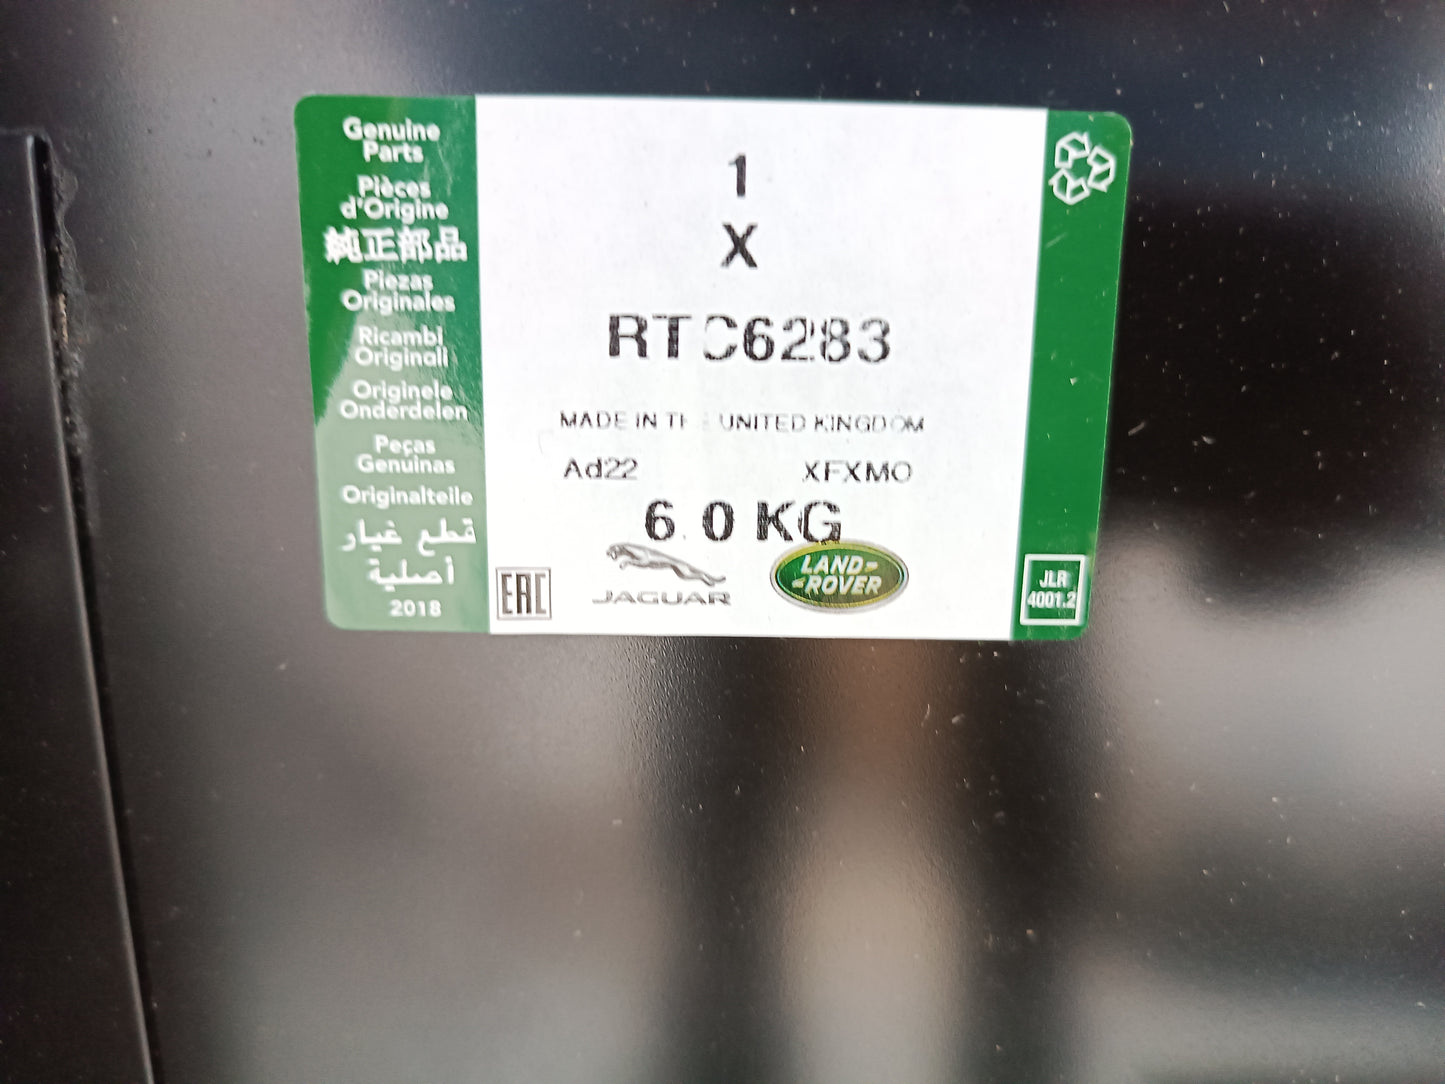 Genuine
Parts
Pièces
d'Origine
純正部品
Piezas
Originales
Ricambi
Originali
Originele
Onderdelen
Peças
Genuinas
Originalteile
قطع غيار
أصلية
2018
1
X
RTC6283
MADE IN THE UNITED KINGDOM
Ad22 XFXMO
6.0 KG
EAC
JAGUAR
LAND-
-ROVER
JLR
4001.2